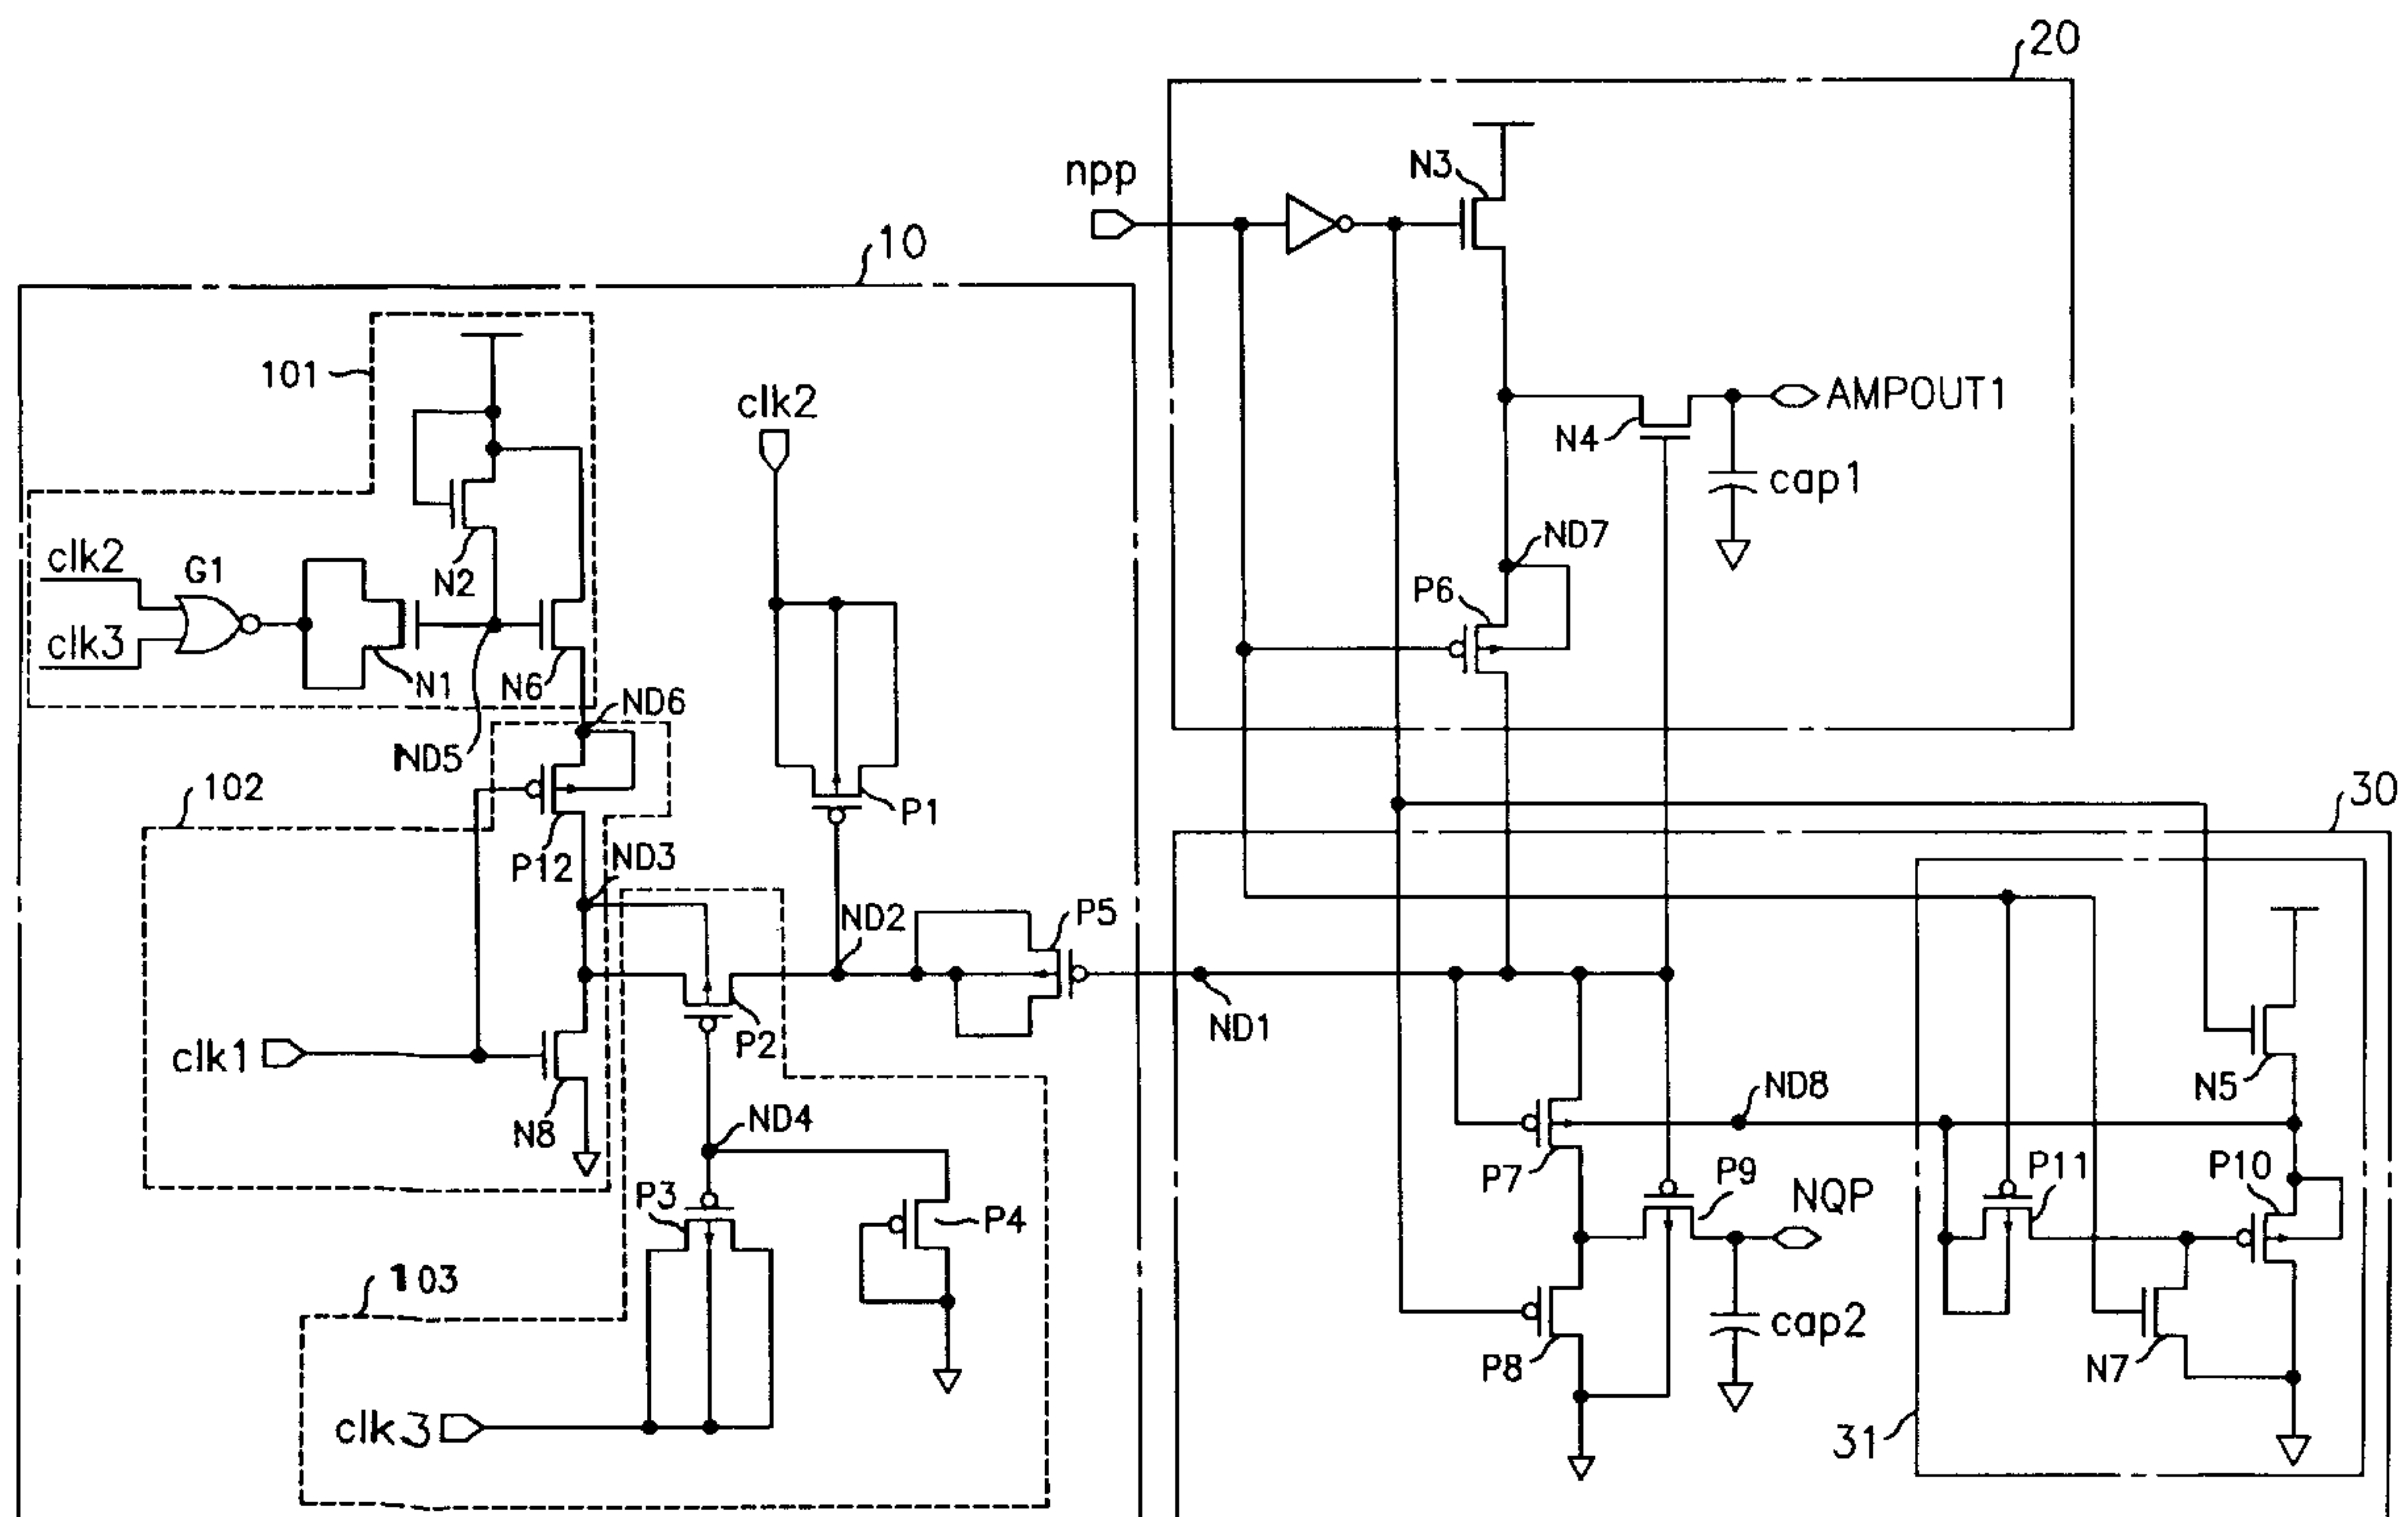 20
npp
N3
10
101
clk2
AMPOUT1
N4
cap1
clk2
G1
N2
ND7
P6
clk3
N1
N6
ND6
ND5
102
P1
30
P12
ND3
ND2
P5
clk1
P2
ND1
N5
N8
ND4
ND8
P7
P9
P11
P10
NQP
P3
P4
103
cap2
P8
N7
clk3
31